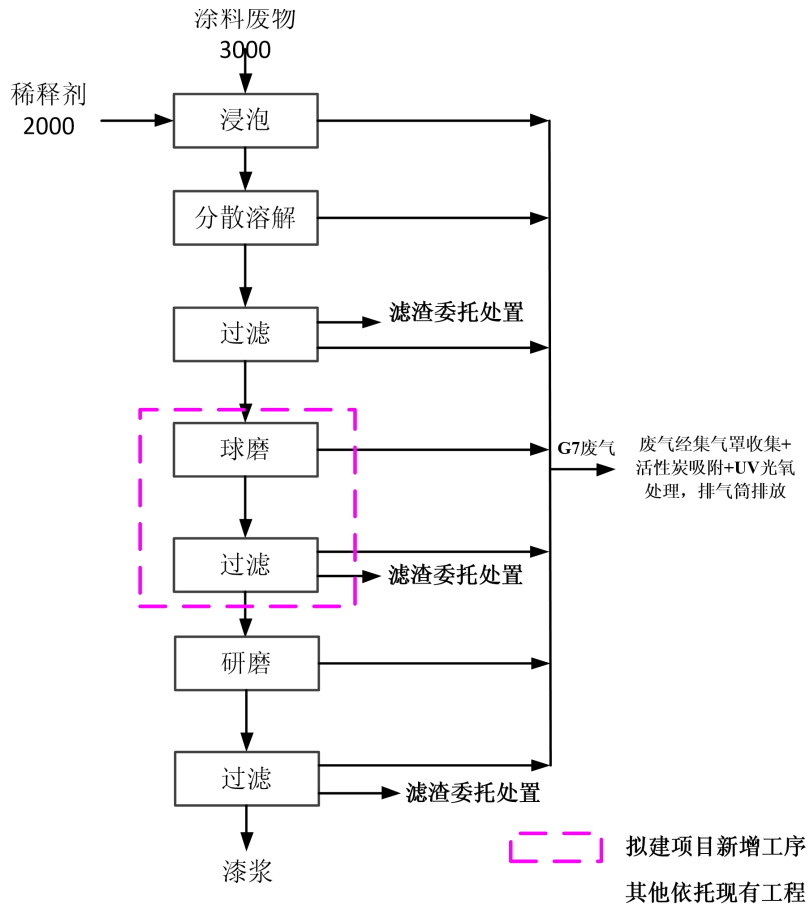 涂料废物
3000
稀释剂
2000
浸泡
分散溶解
过滤
滤渣委托处置
球磨
G7废气
废气经集气罩收集+
活性炭吸附+UV光氧
处理，排气筒排放
过滤
滤渣委托处置
研磨
过滤
滤渣委托处置
漆浆
拟建项目新增工序
其他依托现有工程